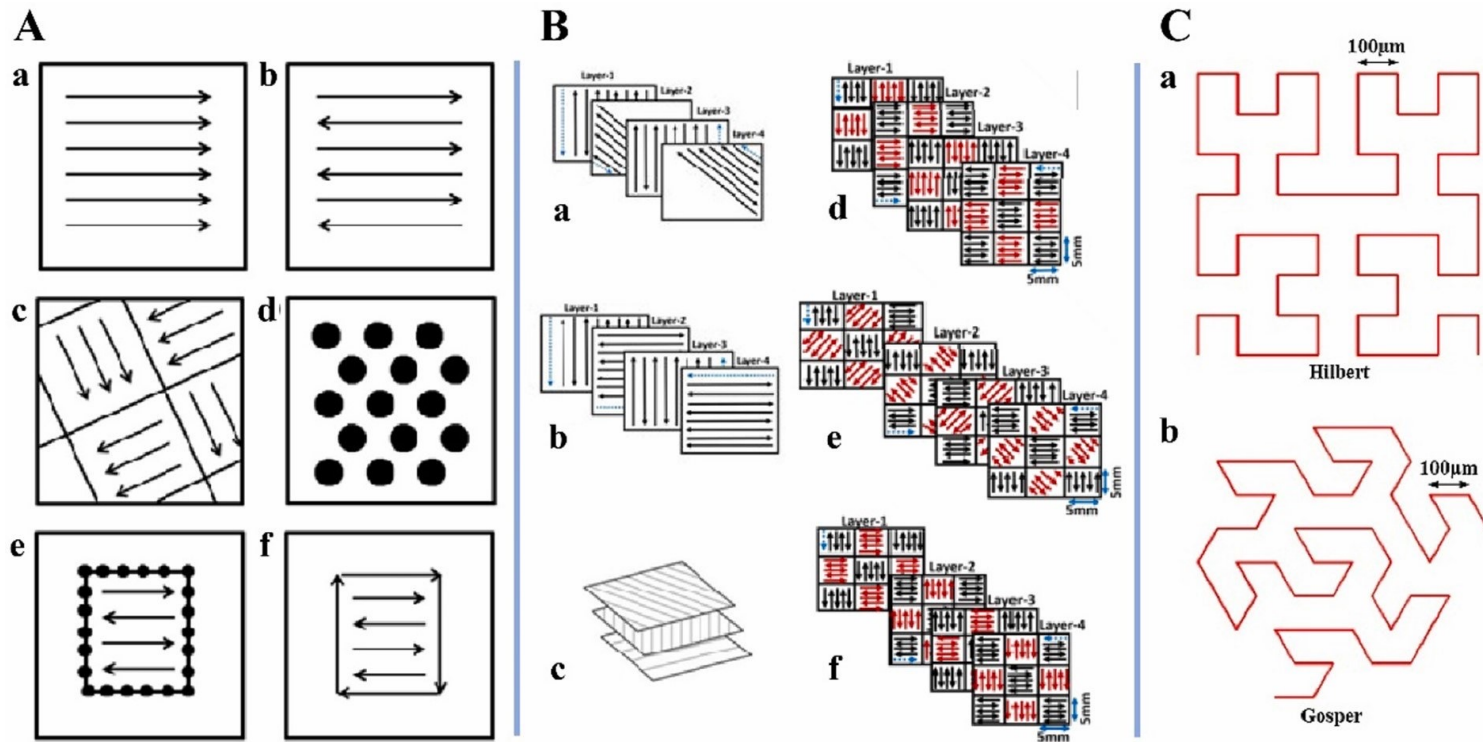 A
a
b
c
d
e
f
B
Layer-1
Layer-2
Layer-3
layer-4
a
Layer-1
Layer-2
Layer-3
Layer-4
b
c
Layer-1
Layer-2
Layer-3
Layer-4
d
5mm
5mm
Layer-1
Layer-2
Layer-3
Layer-4
e
5mm
5mm
Layer-1
Layer-2
Layer-3
Layer-4
f
5mm
5mm
C
a
100µm
Hilbert
b
100µm
Gosper